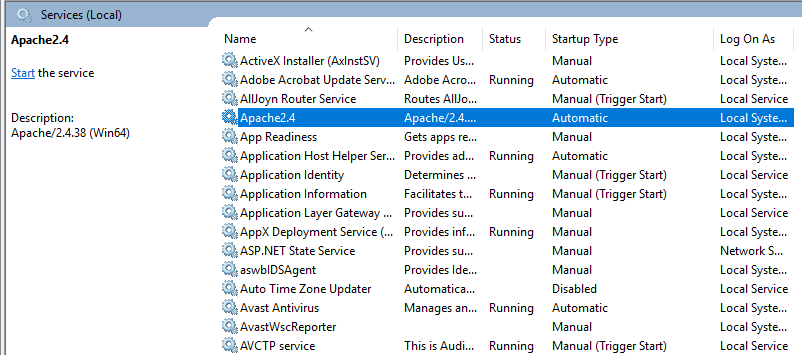 Services (Local)
Apache2.4
Start the service
Description:
Apache/2.4.38 (Win64)
Name Description Status Startup Type Log On As
ActiveX Installer (AxInstSV) Provides Us... Manual Local Syste...
Adobe Acrobat Update Serv... Adobe Acro... Running Automatic Local Syste...
AllJoyn Router Service Routes AllJo... Manual (Trigger Start) Local Service
Apache2.4 Apache/2.4.... Automatic Local Syste...
App Readiness Gets apps re... Manual Local Syste...
Application Host Helper Ser... Provides ad... Running Automatic Local Syste...
Application Identity Determines ... Manual (Trigger Start) Local Service
Application Information Facilitates t... Running Manual (Trigger Start) Local Syste...
Application Layer Gateway ... Provides su... Manual Local Service
AppX Deployment Service (... Provides inf... Running Manual Local Syste...
ASP.NET State Service Provides su... Manual Network S...
aswbIDSAgent Provides Ide... Manual Local Syste...
Auto Time Zone Updater Automatica... Disabled Local Service
Avast Antivirus Manages an... Running Automatic Local Syste...
AvastWscReporter Manual Local Syste...
AVCTP service This is Audi... Running Manual (Trigger Start) Local Service